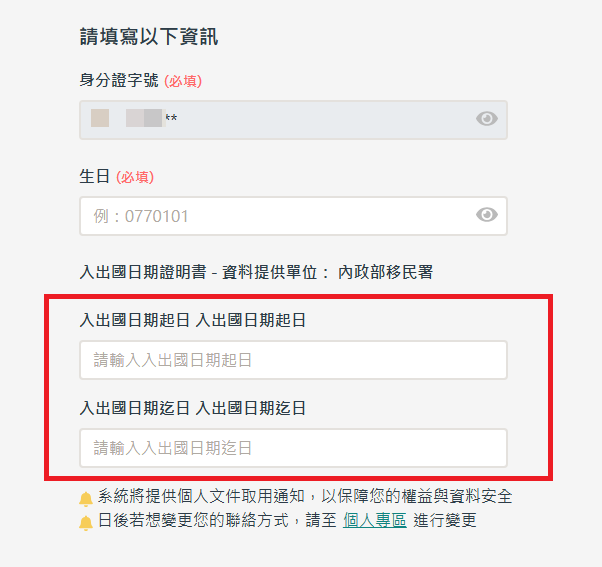 請填寫以下資訊
身分證字號 (必填)
**
生日 (必填)
例：0770101
入出國日期證明書 - 資料提供單位： 內政部移民署
入出國日期起日 入出國日期起日
請輸入入出國日期起日
入出國日期迄日 入出國日期迄日
請輸入入出國日期迄日
系統將提供個人文件取用通知，以保障您的權益與資料安全
日後若想變更您的聯絡方式，請至 個人專區 進行變更